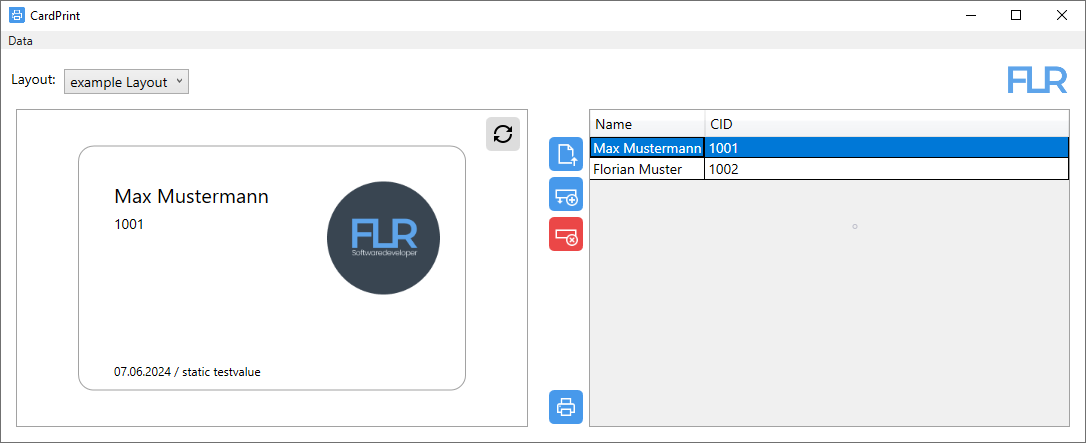 CardPrint
Data
Layout: example Layout
FLR
Max Mustermann
1001
FLR
Softwaredeveloper
07.06.2024 / static testvalue
Name CID
Max Mustermann 1001
Florian Muster 1002